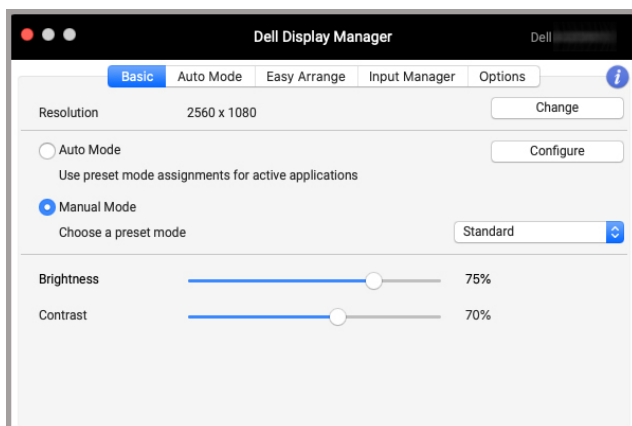 Dell Display Manager Dell
Basic Auto Mode Easy Arrange Input Manager Options i
Resolution 2560 x 1080 Change
Auto Mode Configure
Use preset mode assignments for active applications
Manual Mode
Choose a preset mode Standard
Brightness 75%
Contrast 70%